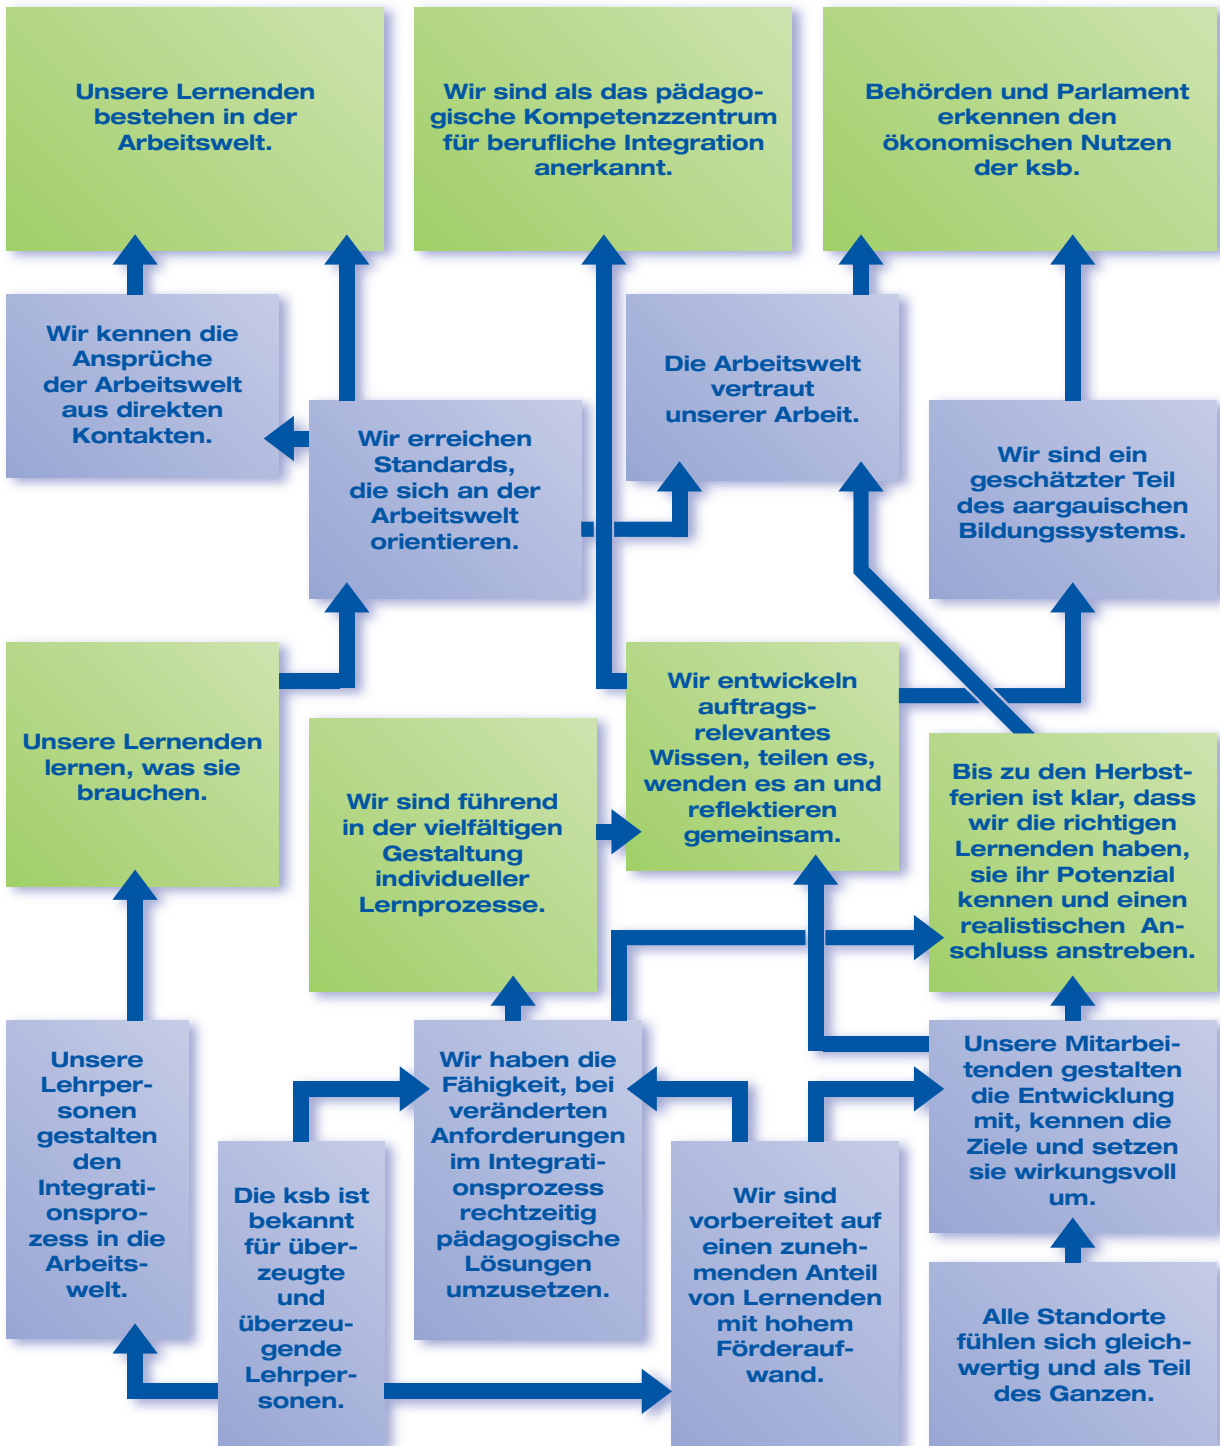 Unsere Lernenden
bestehen in der
Arbeitswelt.
Wir sind als das pädago-
gische Kompetenzzentrum
für berufliche Integration
anerkannt.
Behörden und Parlament
erkennen den
ökonomischen Nutzen
der ksb.
Wir kennen die
Ansprüche
der Arbeitswelt
aus direkten
Kontakten.
Wir erreichen
Standards,
die sich an der
Arbeitswelt
orientieren.
Die Arbeitswelt
vertraut
unserer Arbeit.
Wir sind ein
geschätzter Teil
des aargauischen
Bildungssystems.
Unsere Lernenden
lernen, was sie
brauchen.
Wir sind führend
in der vielfältigen
Gestaltung
individueller
Lernprozesse.
Wir entwickeln
auftrags-
relevantes
Wissen, teilen es,
wenden es an und
reflektieren
gemeinsam.
Bis zu den Herbst-
ferien ist klar, dass
wir die richtigen
Lernenden haben,
sie ihr Potenzial
kennen und einen
realistischen An-
schluss anstreben.
Unsere
Lehrper-
sonen
gestalten
den
Integrati-
onspro-
zess in die
Arbeits-
welt.
Die ksb ist
bekannt
für über-
zeugte
und
überzeu-
gende
Lehrper-
sonen.
Wir haben die
Fähigkeit, bei
veränderten
Anforderungen
im Integrati-
onsprozess
rechtzeitig
pädagogische
Lösungen
umzusetzen.
Wir sind
vorbereitet auf
einen zuneh-
menden Anteil
von Lernenden
mit hohem
Förderauf-
wand.
Unsere Mitarbei-
tenden gestalten
die Entwicklung
mit, kennen die
Ziele und setzen
sie wirkungsvoll
um.
Alle Standorte
fühlen sich gleich-
wertig und als Teil
des Ganzen.